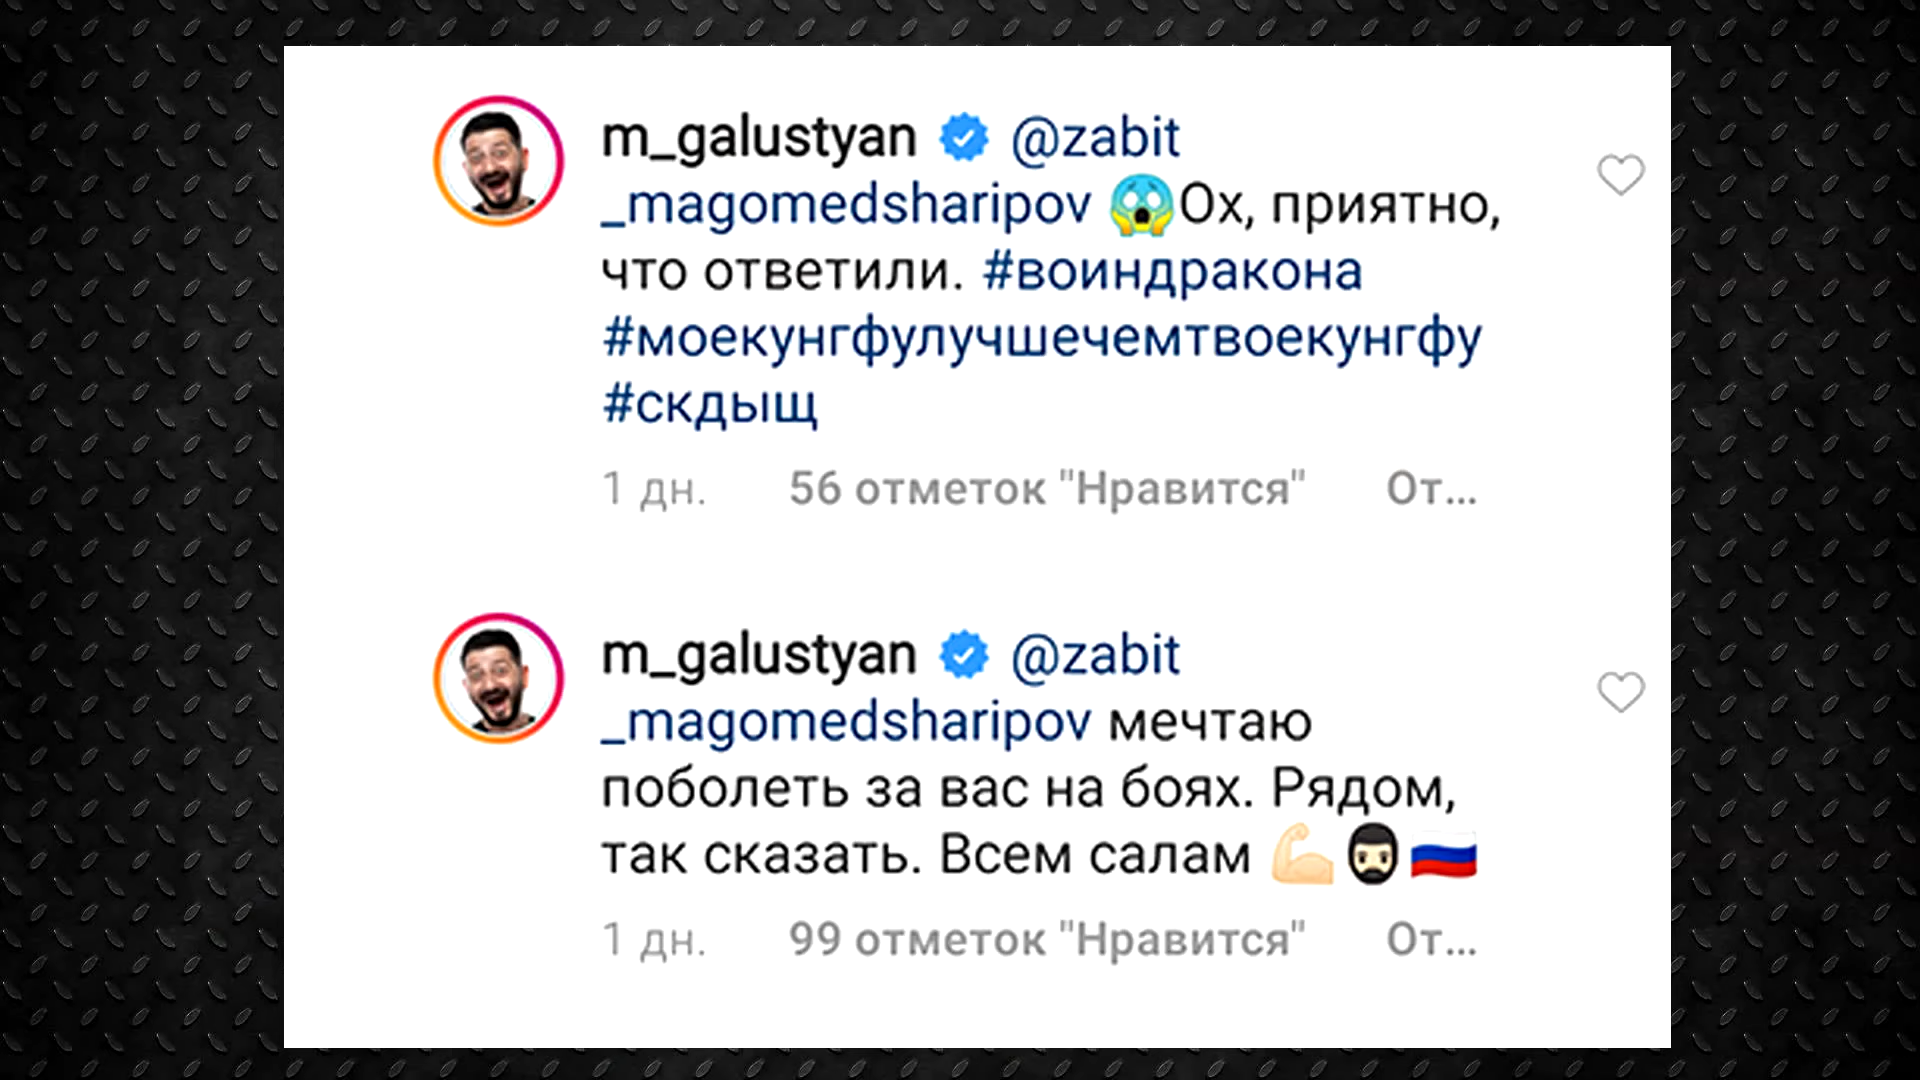 m_galustyan @zabit
_magomedsharipov 😱Ох, приятно,
что ответили. #воиндракона
#моекунгфулучшечемтвоекунгфу
#скдыщ
1 дн. 56 отметок "Нравится" От...
m_galustyan @zabit
_magomedsharipov мечтаю
поболеть за вас на боях. Рядом,
так сказать. Всем салам 💪🏻🧔🏻🇷🇺
1 дн. 99 отметок "Нравится" От...